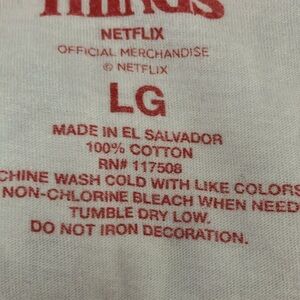 THINGS
NETFLIX
OFFICIAL MERCHANDISE
© NETFLIX
LG
MADE IN EL SALVADOR
100% COTTON
RN# 117508
CHINE WASH COLD WITH LIKE COLORS
NON-CHLORINE BLEACH WHEN NEED
TUMBLE DRY LOW.
DO NOT IRON DECORATION.